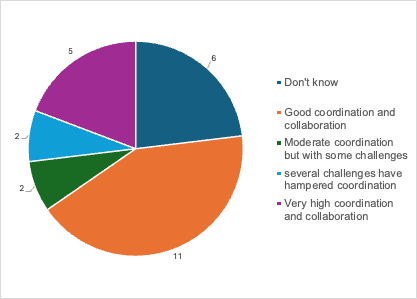 5
6
2
2
11
Don't know
Good coordination and
collaboration
Moderate coordination
but with some challenges
several challenges have
hampered coordination
Very high coordination
and collaboration